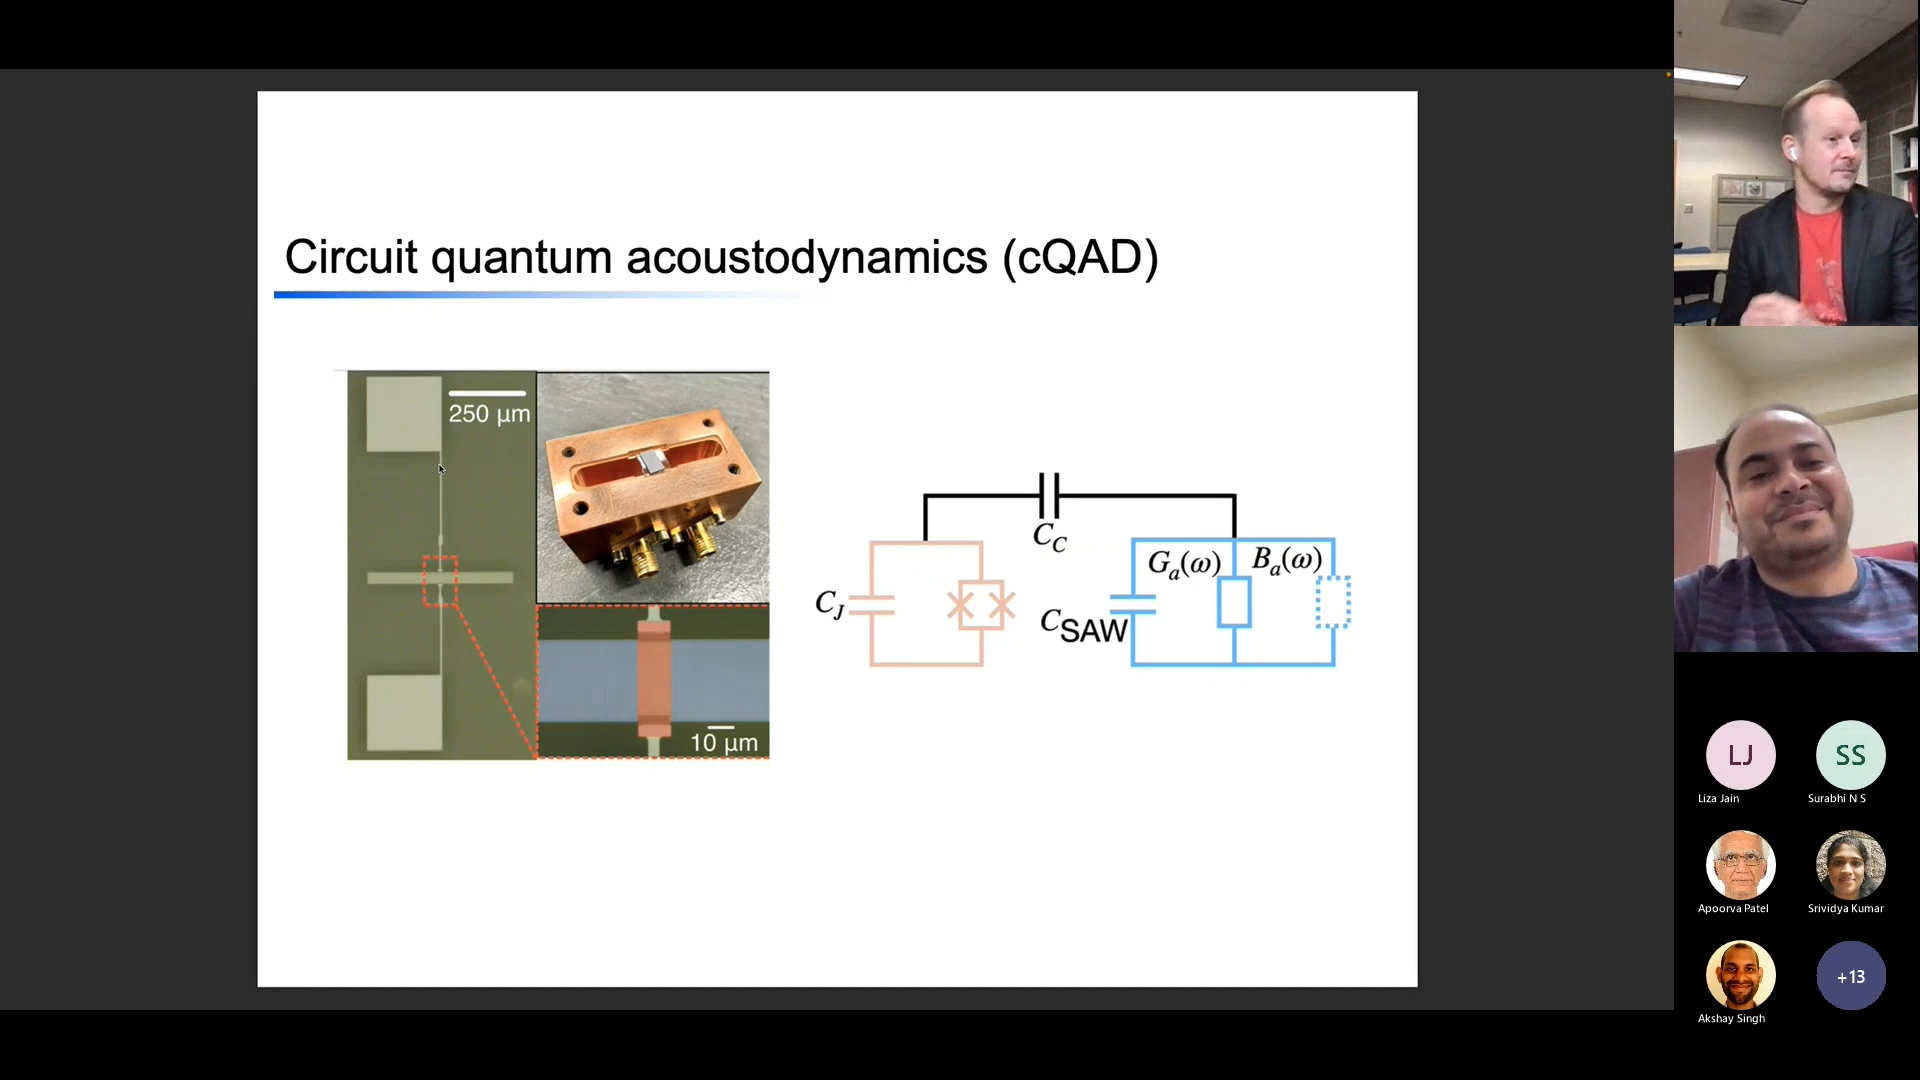 Circuit quantum acoustodynamics (cQAD)
250 μm
10 μm
C_C
C_J
C_SAW
G_a(ω)
B_a(ω)
LJ
Liza Jain
SS
Surabhi N S
Apoorva Patel
Srividya Kumar
Akshay Singh
+13